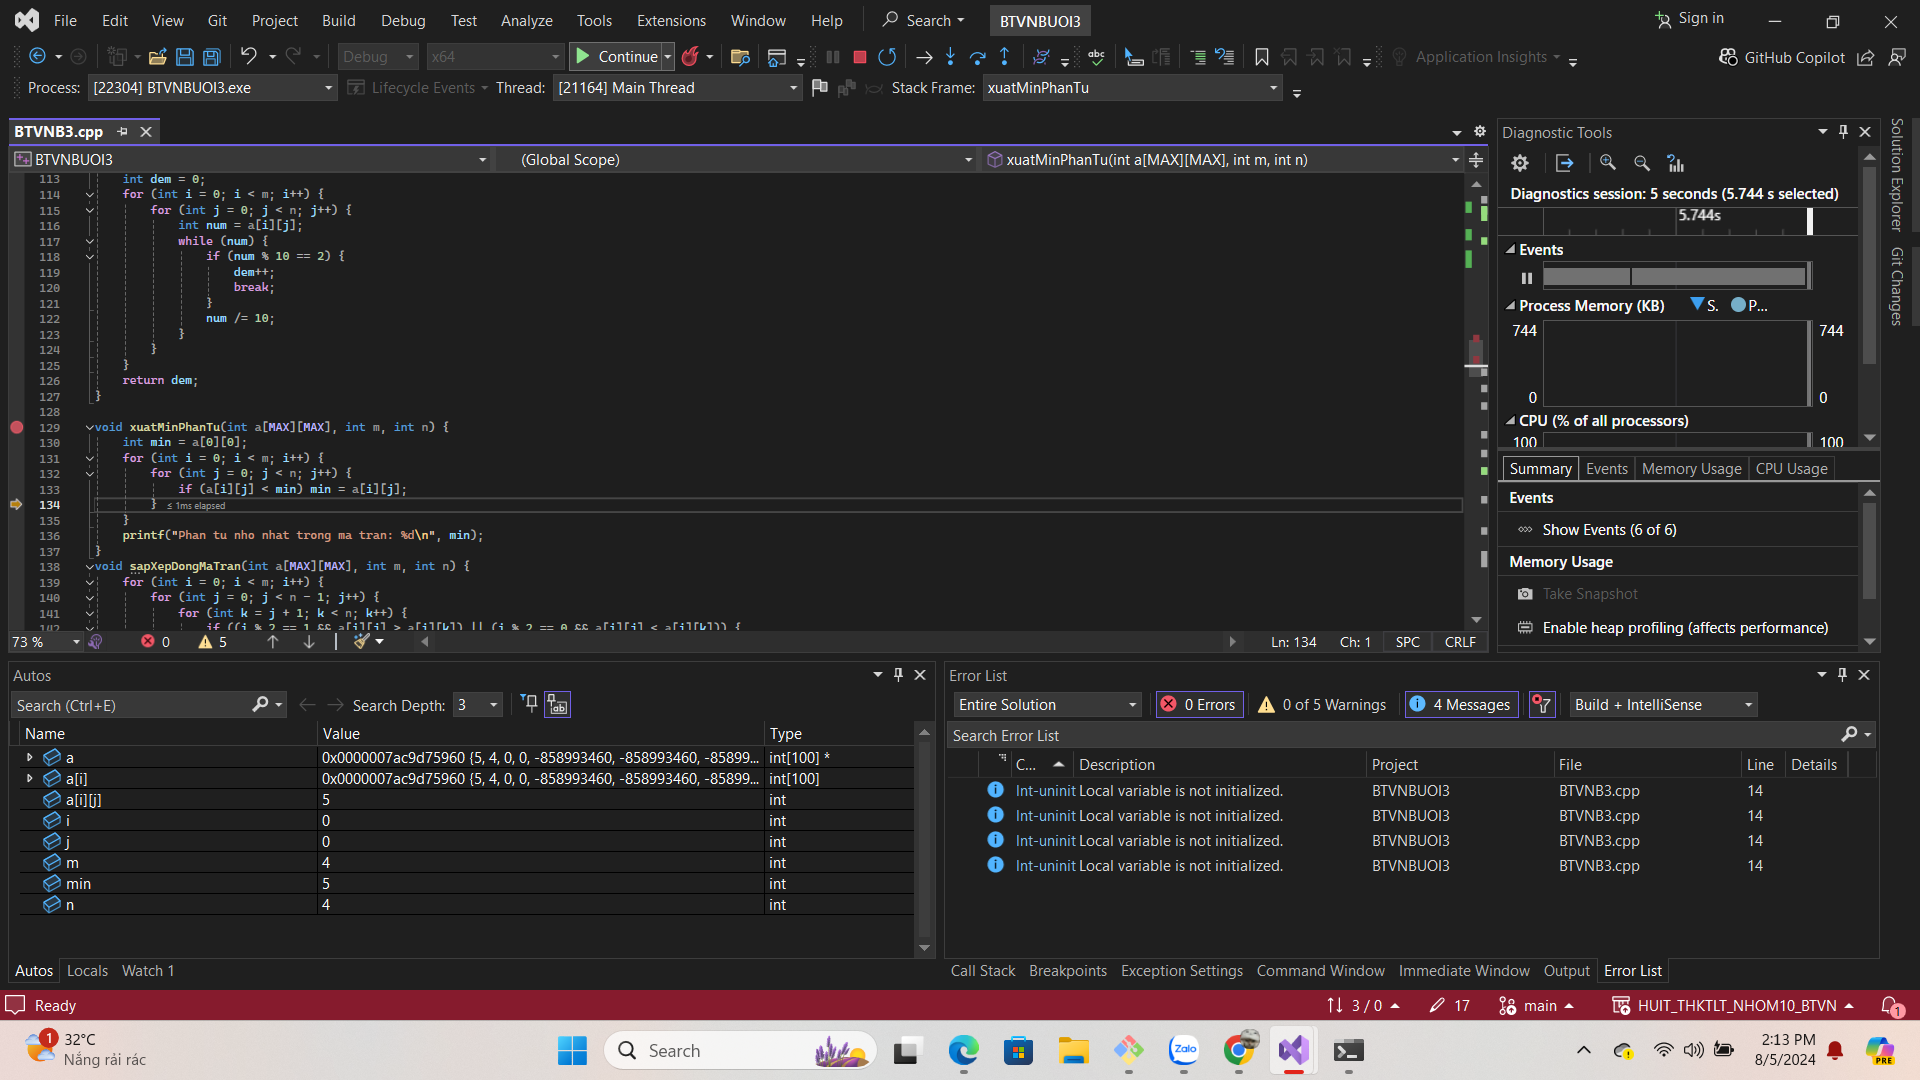 File Edit View Git Project Build Debug Test Analyze Tools Extensions Window Help Search BTVNBUOI3 Sign in
Debug x64 Continue Application Insights GitHub Copilot
Process: [22304] BTVNBUOI3.exe Lifecycle Events Thread: [21164] Main Thread Stack Frame: xuatMinPhanTu
BTVNB3.cpp
BTVNBUOI3 (Global Scope) xuatMinPhanTu(int a[MAX][MAX], int m, int n)
113 int dem = 0;
114 for (int i = 0; i < m; i++) {
115 for (int j = 0; j < n; j++) {
116 int num = a[i][j];
117 while (num) {
118 if (num % 10 == 2) {
119 dem++;
120 break;
121 }
122 num /= 10;
123 }
124 }
125 }
126 return dem;
127 }
128
129 void xuatMinPhanTu(int a[MAX][MAX], int m, int n) {
130 int min = a[0][0];
131 for (int i = 0; i < m; i++) {
132 for (int j = 0; j < n; j++) {
133 if (a[i][j] < min) min = a[i][j];
134 } ≤ 1ms elapsed
135 }
136 printf("Phan tu nho nhat trong ma tran: %d\n", min);
137 }
138 void sapXepDongMaTran(int a[MAX][MAX], int m, int n) {
139 for (int i = 0; i < m; i++) {
140 for (int j = 0; j < n - 1; j++) {
141 for (int k = j + 1; k < n; k++) {
142 if ((i % 2 == 1 && a[i][j] > a[i][k]) || (i % 2 == 0 && a[i][j] < a[i][k])) {
73 % 0 5 Ln: 134 Ch: 1 SPC CRLF
Diagnostic Tools
Diagnostics session: 5 seconds (5.744 s selected)
5.744s
Events
Process Memory (KB) S. P...
744 744
0 0
CPU (% of all processors)
100 100
Summary Events Memory Usage CPU Usage
Events
Show Events (6 of 6)
Memory Usage
Take Snapshot
Enable heap profiling (affects performance)
Solution Explorer
Git Changes
Autos
Search (Ctrl+E) Search Depth: 3
Name Value Type
a 0x0000007ac9d75960 {5, 4, 0, 0, -858993460, -858993460, -85899... int[100] *
a[i] 0x0000007ac9d75960 {5, 4, 0, 0, -858993460, -858993460, -85899... int[100]
a[i][j] 5 int
i 0 int
j 0 int
m 4 int
min 5 int
n 4 int
Autos Locals Watch 1
Error List
Entire Solution 0 Errors 0 of 5 Warnings 4 Messages Build + IntelliSense
Search Error List
C... Description Project File Line Details
Int-uninit Local variable is not initialized. BTVNBUOI3 BTVNB3.cpp 14
Int-uninit Local variable is not initialized. BTVNBUOI3 BTVNB3.cpp 14
Int-uninit Local variable is not initialized. BTVNBUOI3 BTVNB3.cpp 14
Int-uninit Local variable is not initialized. BTVNBUOI3 BTVNB3.cpp 14
Call Stack Breakpoints Exception Settings Command Window Immediate Window Output Error List
Ready 3 / 0 17 main HUIT_THKTLT_NHOM10_BTVN 1
1 32°C
Nắng rải rác
Search Zalo 2:13 PM
8/5/2024 PRE